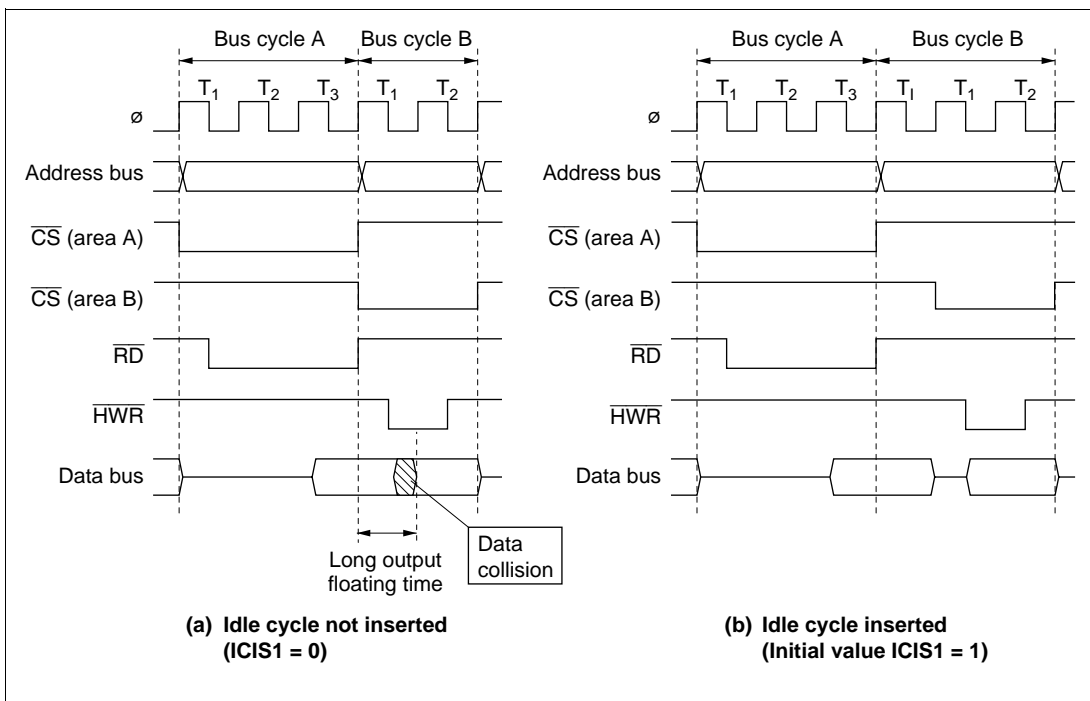 Bus cycle A Bus cycle B
T1 T2 T3 T1 T2
ø
Address bus
CS (area A)
CS (area B)
RD
HWR
Data bus
Long output
floating time
Data
collision
(a) Idle cycle not inserted
(ICIS1 = 0)
Bus cycle A Bus cycle B
T1 T2 T3 TI T1 T2
ø
Address bus
CS (area A)
CS (area B)
RD
HWR
Data bus
(b) Idle cycle inserted
(Initial value ICIS1 = 1)